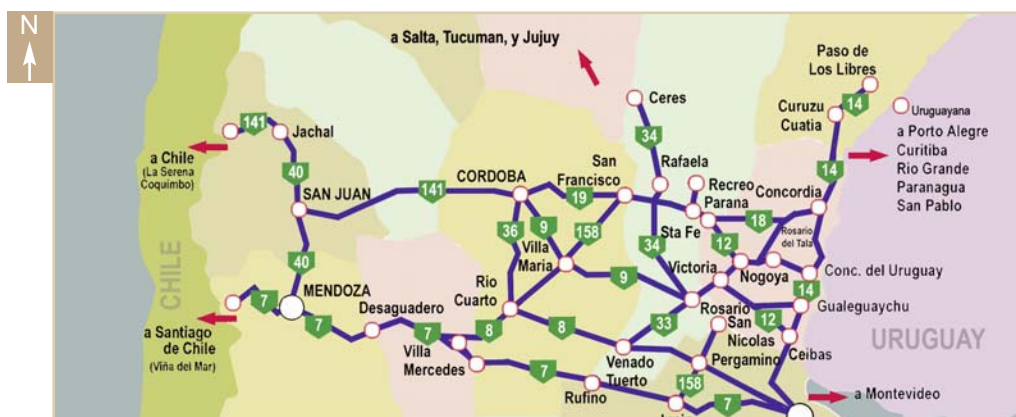 N
a Salta, Tucuman, y Jujuy
Paso de
Los Libres
14
Ceres
Curuzu
Cuatia
Uruguayana
141
Jachal
34
a Porto Alegre
Curitiba
Rio Grande
Paranagua
San Pablo
a Chile
(La Serena
Coquimbo)
40
SAN JUAN
141
CORDOBA
San
Francisco
19
Rafaela
Recreo
Parana
14
Concordia
18
36
9
158
Sta Fe
34
12
Rosario
del Tala
Villa
Maria
Nogoya
Conc. del Uruguay
CHILE
40
MENDOZA
7
7
Desaguadero
Rio
Cuarto
9
Victoria
14
Rosario
Gualeguaychu
a Santiago
de Chile
(Viña del Mar)
7
Villa
Mercedes
8
8
33
San
Nicolas
12
Ceibas
URUGUAY
Venado
Tuerto
Pergamino
7
Rufino
158
7
a Montevideo